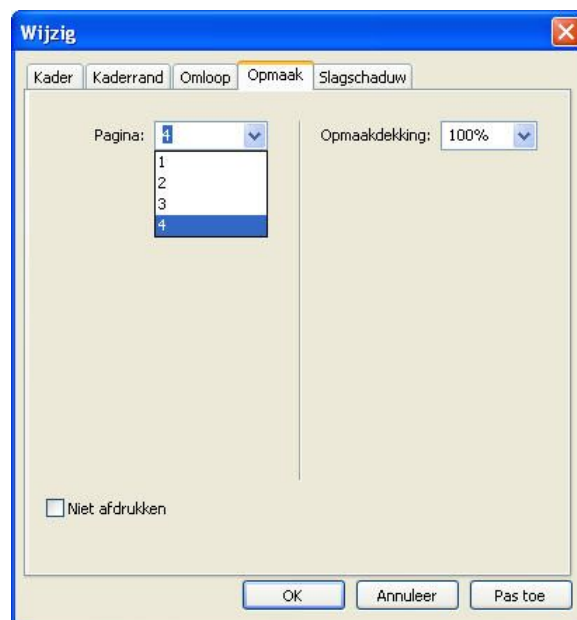 Wijzig
Kader Kaderrand Omloop Opmaak Slagschaduw
Pagina: 4 Opmaakdekking: 100%
1
2
3
4
Niet afdrukken
OK Annuleer Pas toe